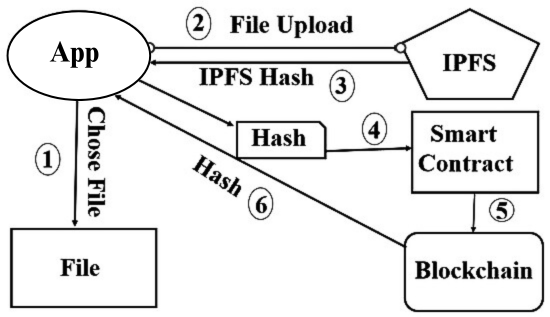 2 File Upload
App
IPFS
IPFS Hash 3
Hash
4
Smart
Contract
1
Chose File
Hash 6
5
File
Blockchain